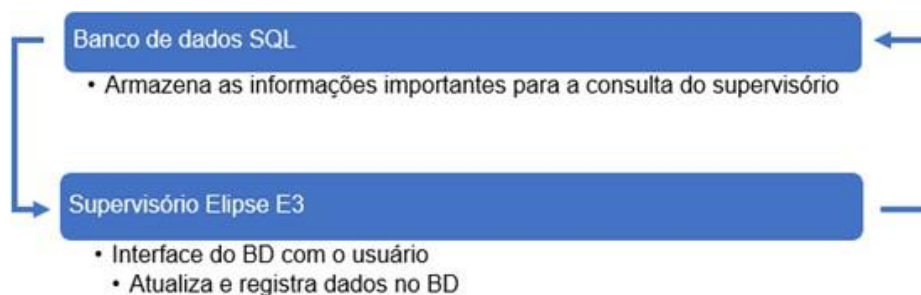 Banco de dados SQL
• Armazena as informações importantes para a consulta do supervisório
Supervisório Elipse E3
• Interface do BD com o usuário
• Atualiza e registra dados no BD